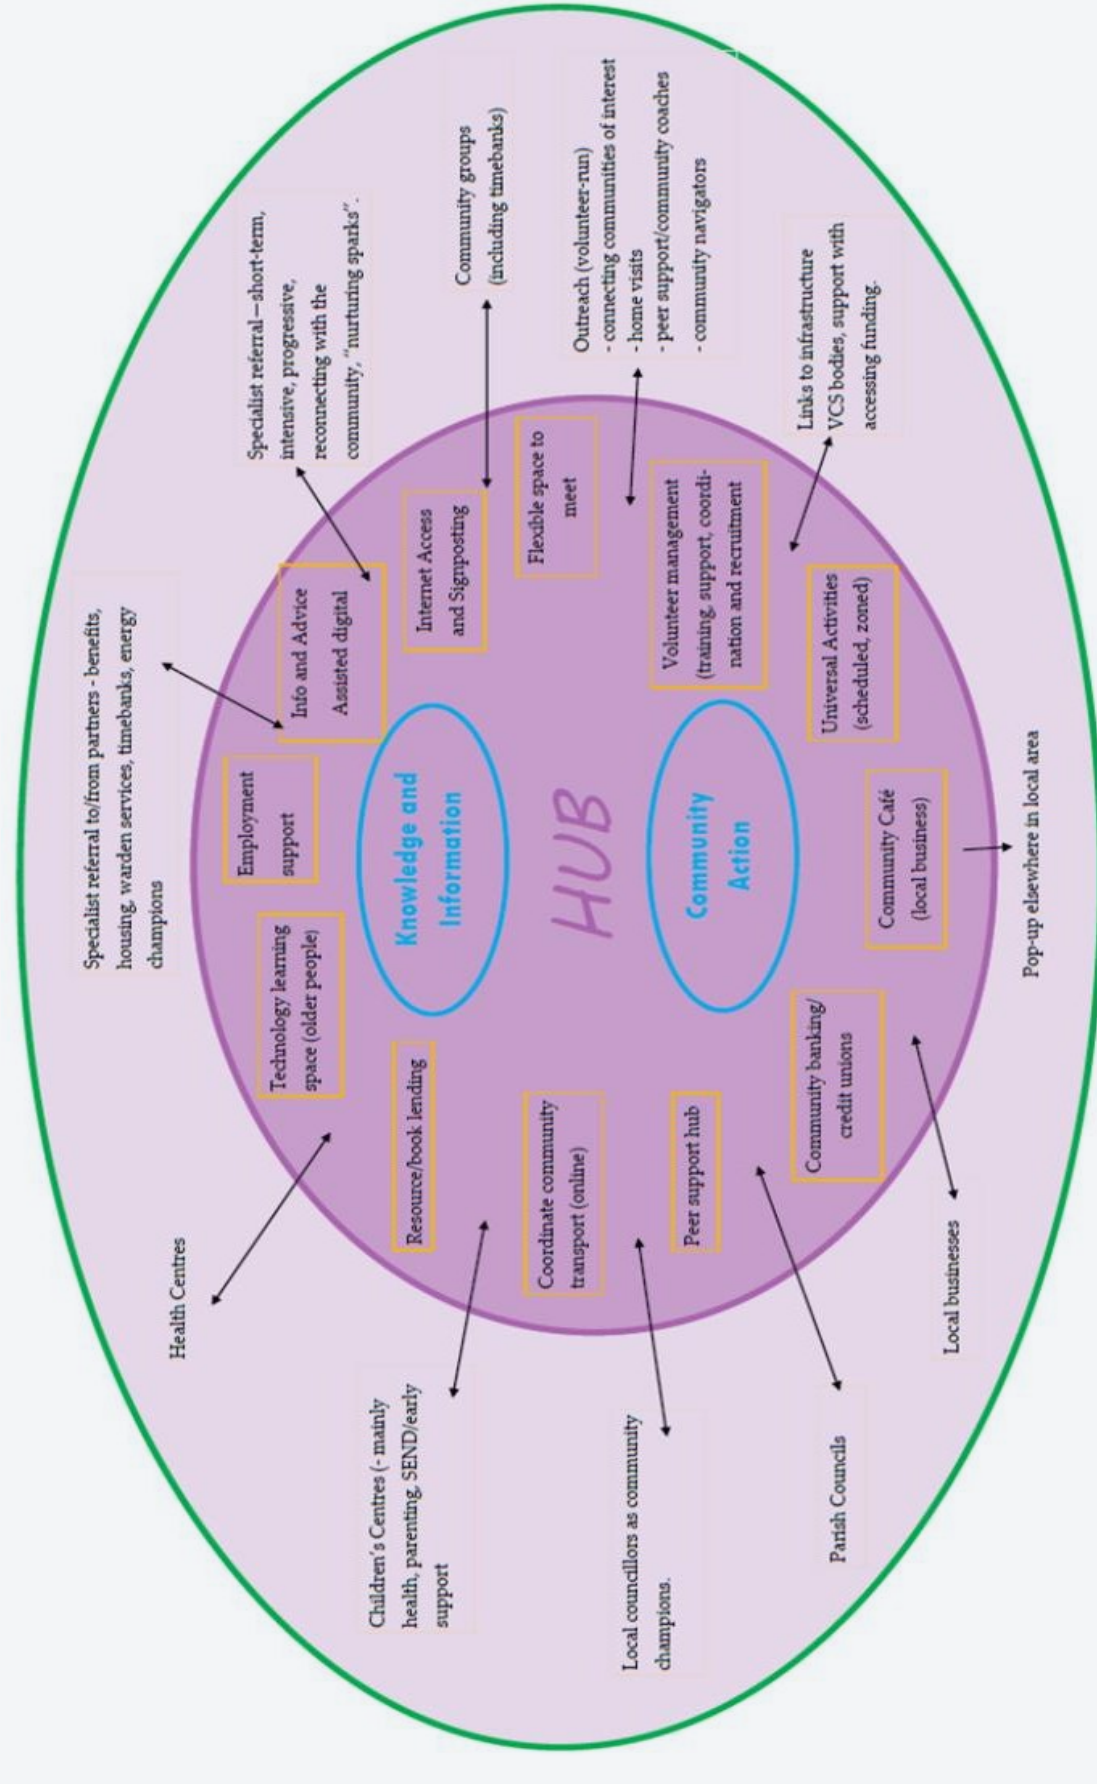 Specialist referral to/from partners - benefits,
housing, warden services, timebanks, energy
champions
Health Centres
Specialist referral—short-term,
intensive, progressive,
reconnecting with the
community, "nurturing sparks".
Children's Centres (- mainly
health, parenting, SEND/early
support
Community groups
(including timebanks)
Local councillors as community
champions.
Outreach (volunteer-run)
- connecting communities of interest
- home visits
- peer support/community coaches
- community navigators
Parish Councils
Links to infrastructure
VCS bodies, support with
accessing funding.
Local businesses
Pop-up elsewhere in local area
Employment
support
Technology learning
space (older people)
Info and Advice
Assisted digital
Resource/book lending
Knowledge and
Information
Internet Access
and Signposting
Coordinate community
transport (online)
HUB
Flexible space to
meet
Peer support hub
Community
Action
Volunteer management
(training, support, coordi-
nation and recruitment
Community banking/
credit unions
Community Café
(local business)
Universal Activities
(scheduled, zoned)